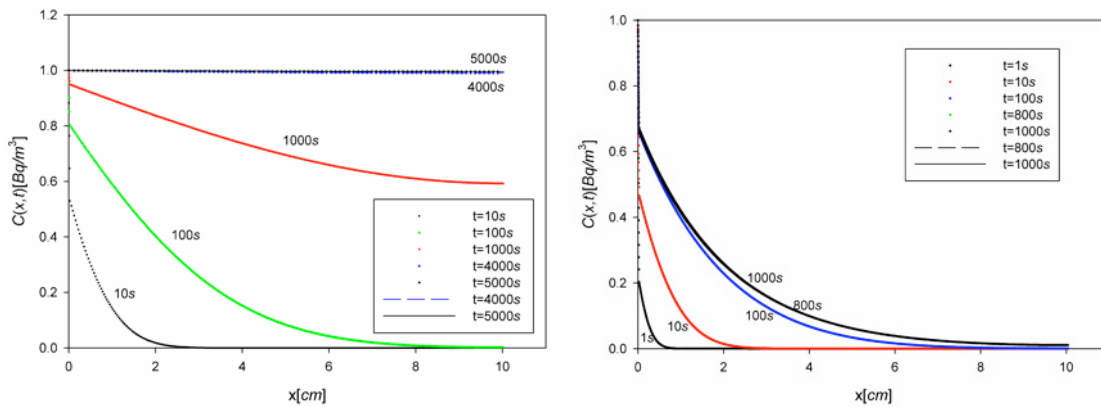 1.2
1.0
0.8
0.6
0.4
0.2
0.0
C(x,t)[Bq/m³]
0
2
4
6
8
10
x[cm]
5000s
4000s
1000s
100s
10s
t=10s
t=100s
t=1000s
t=4000s
t=5000s
t=4000s
t=5000s
1.0
0.8
0.6
0.4
0.2
0.0
C(x,t)[Bq/m³]
0
2
4
6
8
10
x[cm]
1000s
800s
100s
10s
1s
t=1s
t=10s
t=100s
t=800s
t=1000s
t=800s
t=1000s